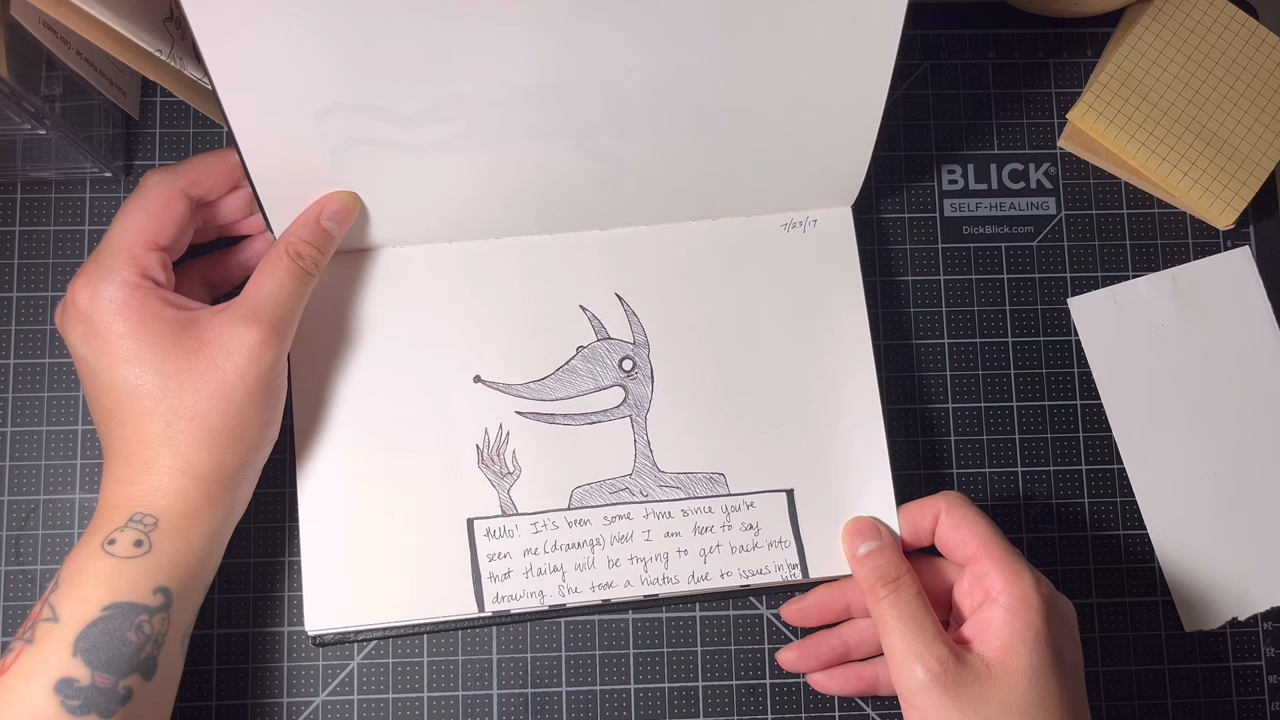 7/23/17
Hello! It's been some time since you've
seen me (drawings) Well I am here to say
that Hailey will be trying to get back into
drawing. She took a hiatus due to issues in her
life.
BLICK®
SELF-HEALING
DickBlick.com